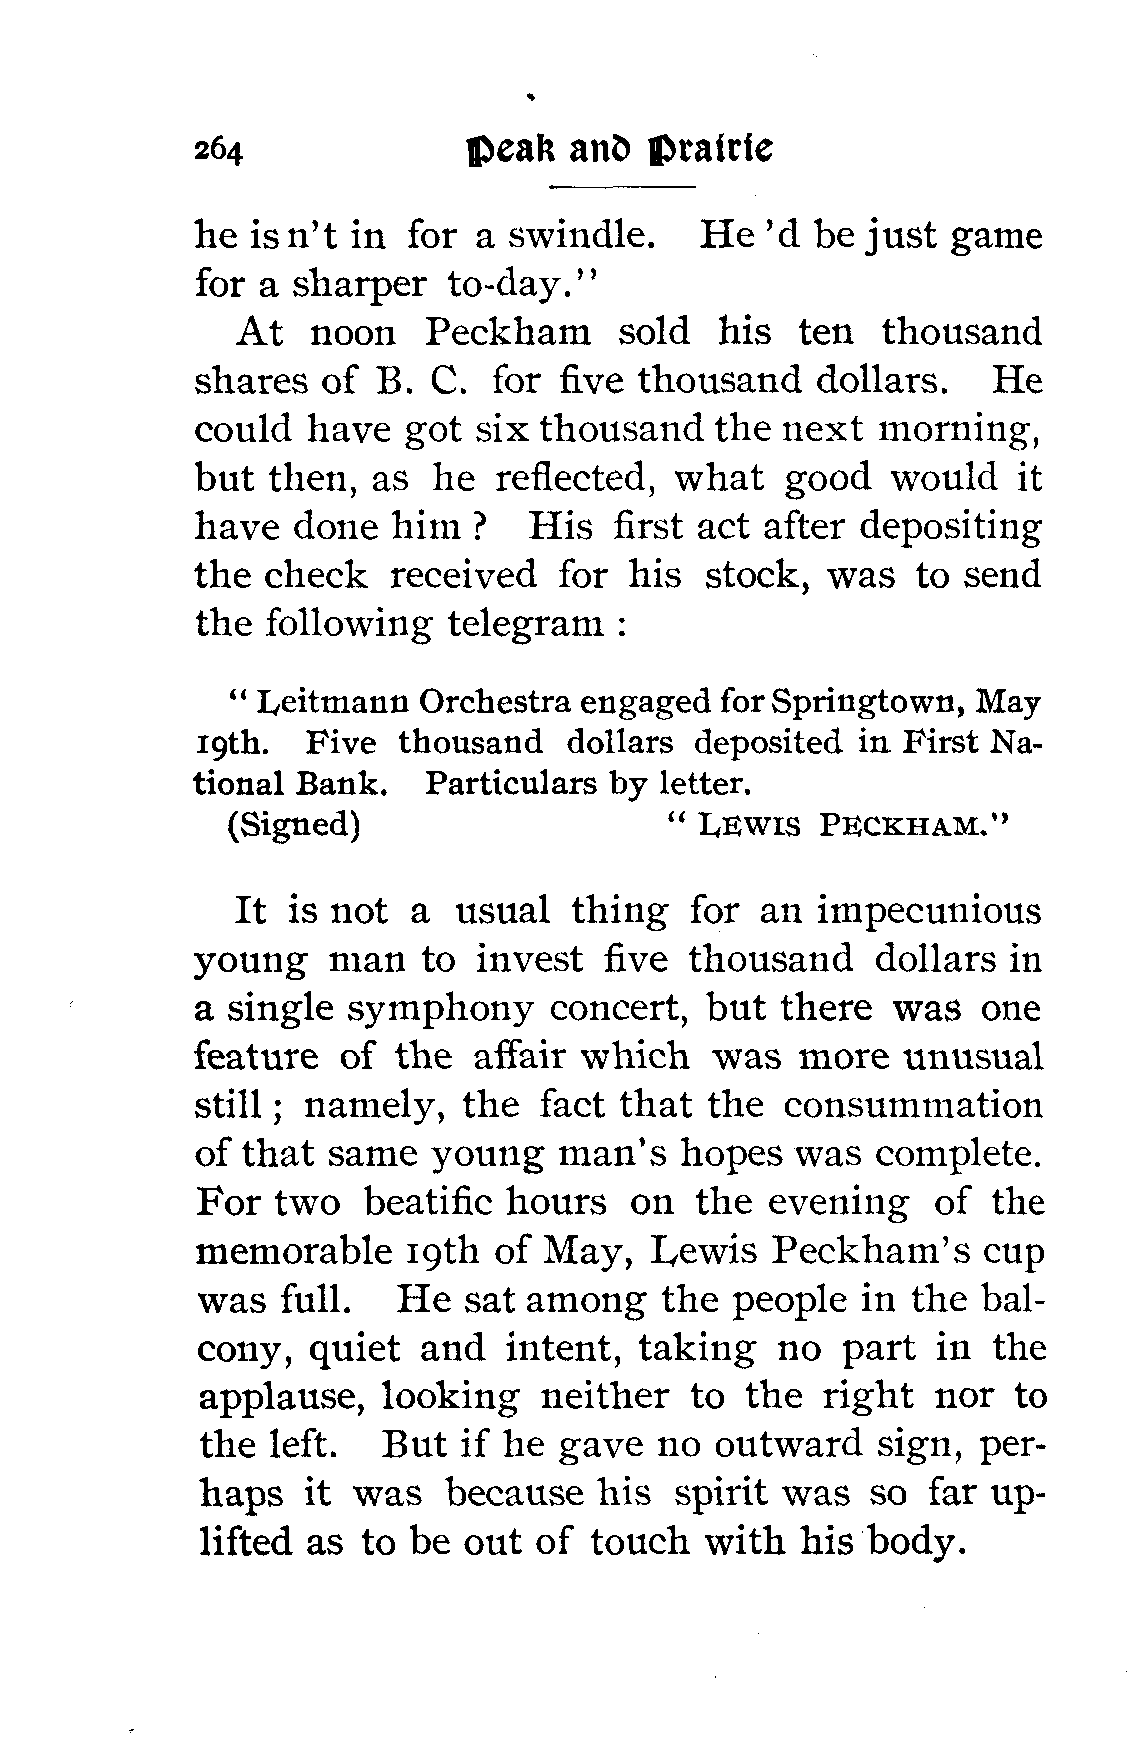 264 Peak and Prairie
he is n't in for a swindle. He 'd be just game
for a sharper to-day."
At noon Peckham sold his ten thousand
shares of B. C. for five thousand dollars. He
could have got six thousand the next morning,
but then, as he reflected, what good would it
have done him ? His first act after depositing
the check received for his stock, was to send
the following telegram :
" Leitmann Orchestra engaged for Springtown, May
19th. Five thousand dollars deposited in First Na-
tional Bank. Particulars by letter.
(Signed) " LEWIS PECKHAM."
It is not a usual thing for an impecunious
young man to invest five thousand dollars in
a single symphony concert, but there was one
feature of the affair which was more unusual
still ; namely, the fact that the consummation
of that same young man's hopes was complete.
For two beatific hours on the evening of the
memorable 19th of May, Lewis Peckham's cup
was full. He sat among the people in the bal-
cony, quiet and intent, taking no part in the
applause, looking neither to the right nor to
the left. But if he gave no outward sign, per-
haps it was because his spirit was so far up-
lifted as to be out of touch with his body.